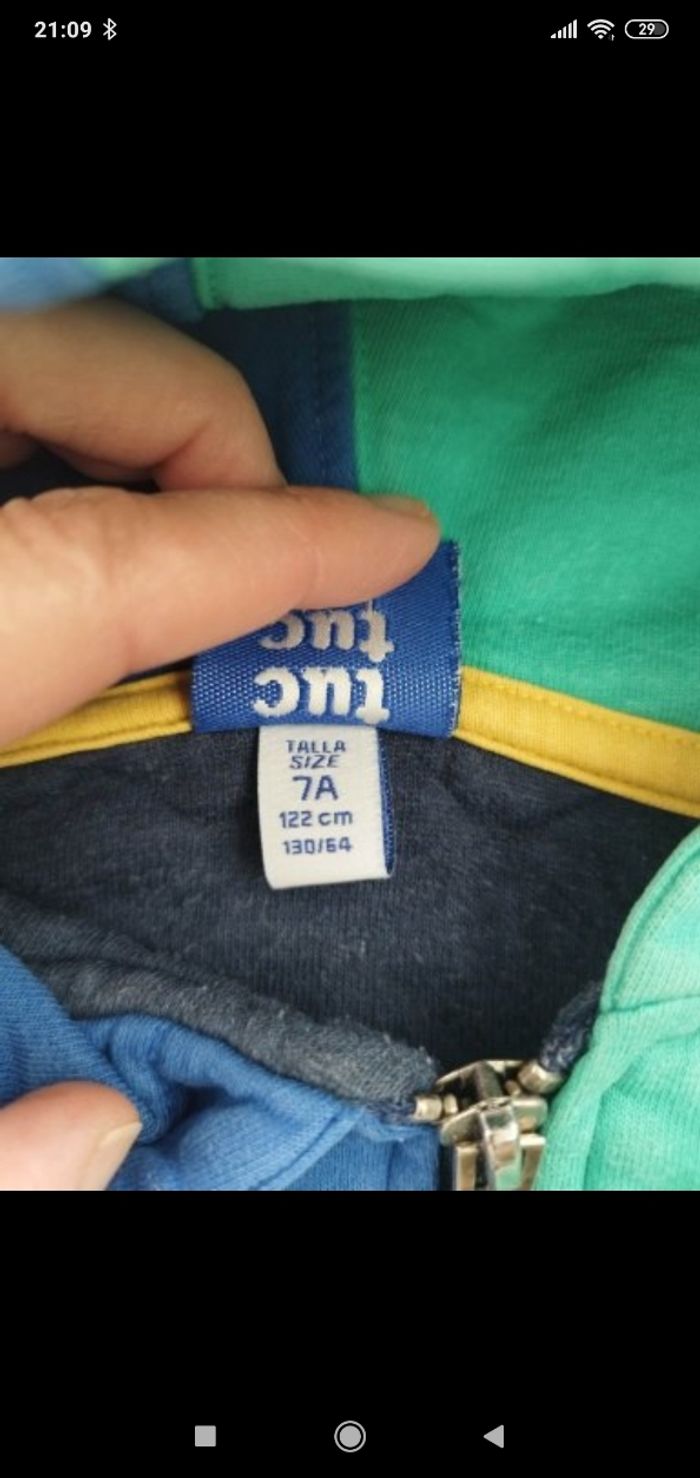 21:09
29
tuc
tuc
TALLA
SIZE
7A
122 cm
130/64